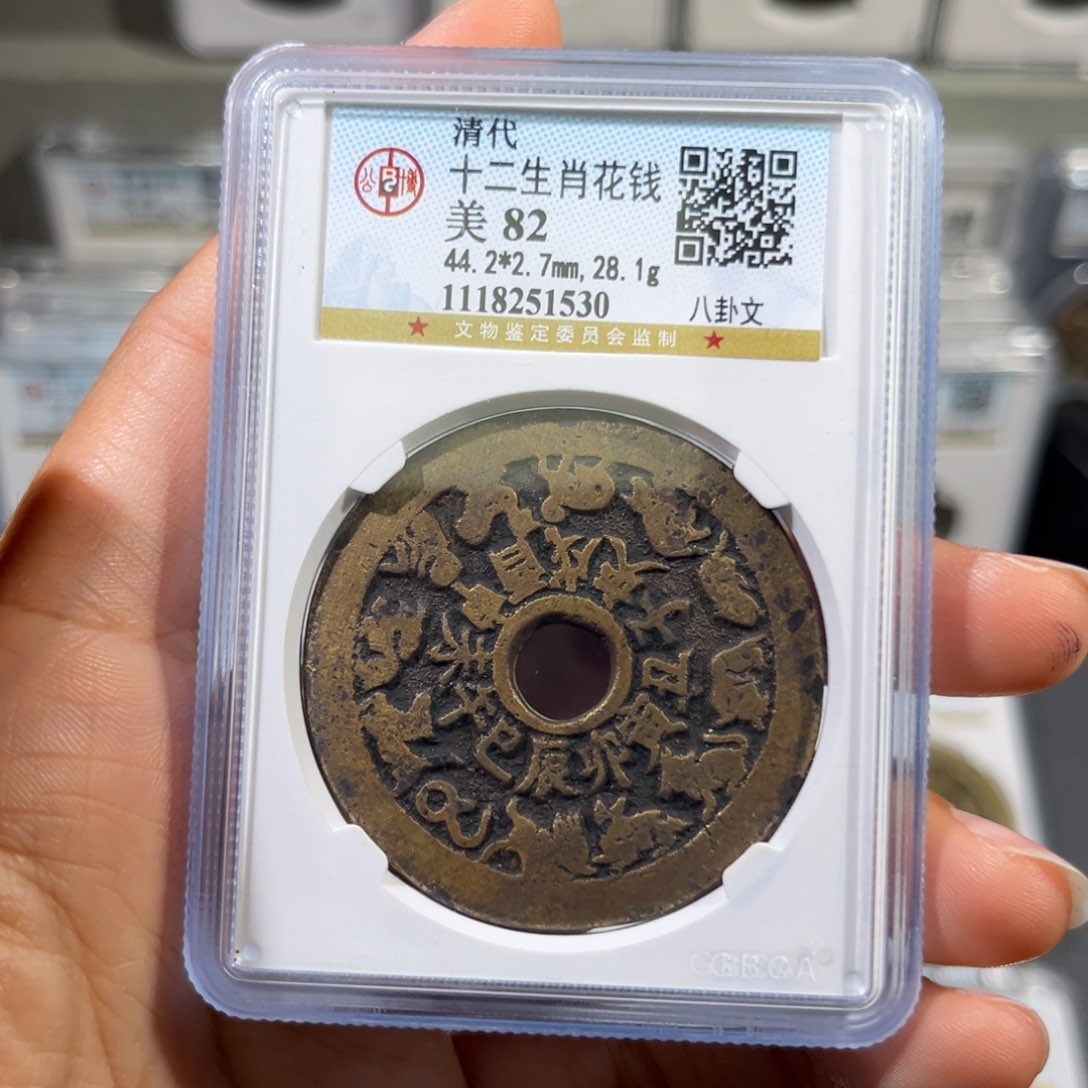 清代
十二生肖花钱
美 82
44.2*2.7mm,28.1g
1118251530
八卦文
★ 文物鉴定委员会监制 ★
公博
子丑寅卯辰巳午未申酉戌亥
GBCA